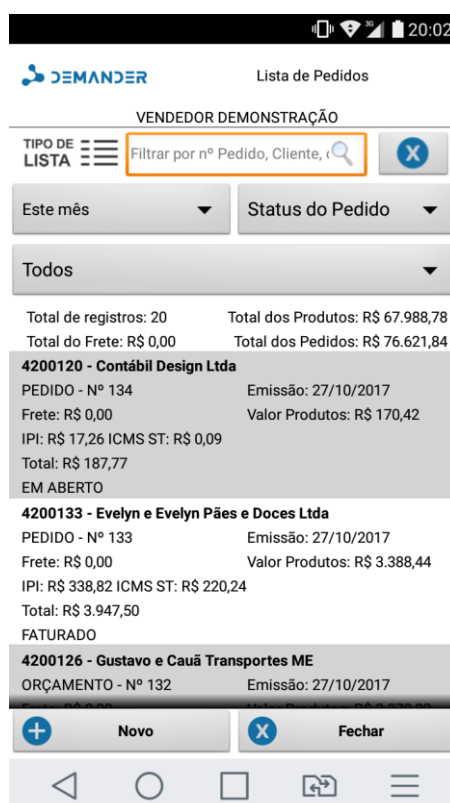 3G 20:02
DEMANDER Lista de Pedidos
VENDEDOR DEMONSTRAÇÃO
TIPO DE LISTA Filtrar por nº Pedido, Cliente, X
Este mês Status do Pedido
Todos
Total de registros: 20 Total dos Produtos: R$ 67.988,78
Total do Frete: R$ 0,00 Total dos Pedidos: R$ 76.621,84
4200120 - Contábil Design Ltda
PEDIDO - Nº 134 Emissão: 27/10/2017
Frete: R$ 0,00 Valor Produtos: R$ 170,42
IPI: R$ 17,26 ICMS ST: R$ 0,09
Total: R$ 187,77
EM ABERTO
4200133 - Evelyn e Evelyn Pães e Doces Ltda
PEDIDO - Nº 133 Emissão: 27/10/2017
Frete: R$ 0,00 Valor Produtos: R$ 3.388,44
IPI: R$ 338,82 ICMS ST: R$ 220,24
Total: R$ 3.947,50
FATURADO
4200126 - Gustavo e Cauã Transportes ME
ORÇAMENTO - Nº 132 Emissão: 27/10/2017
Novo X Fechar